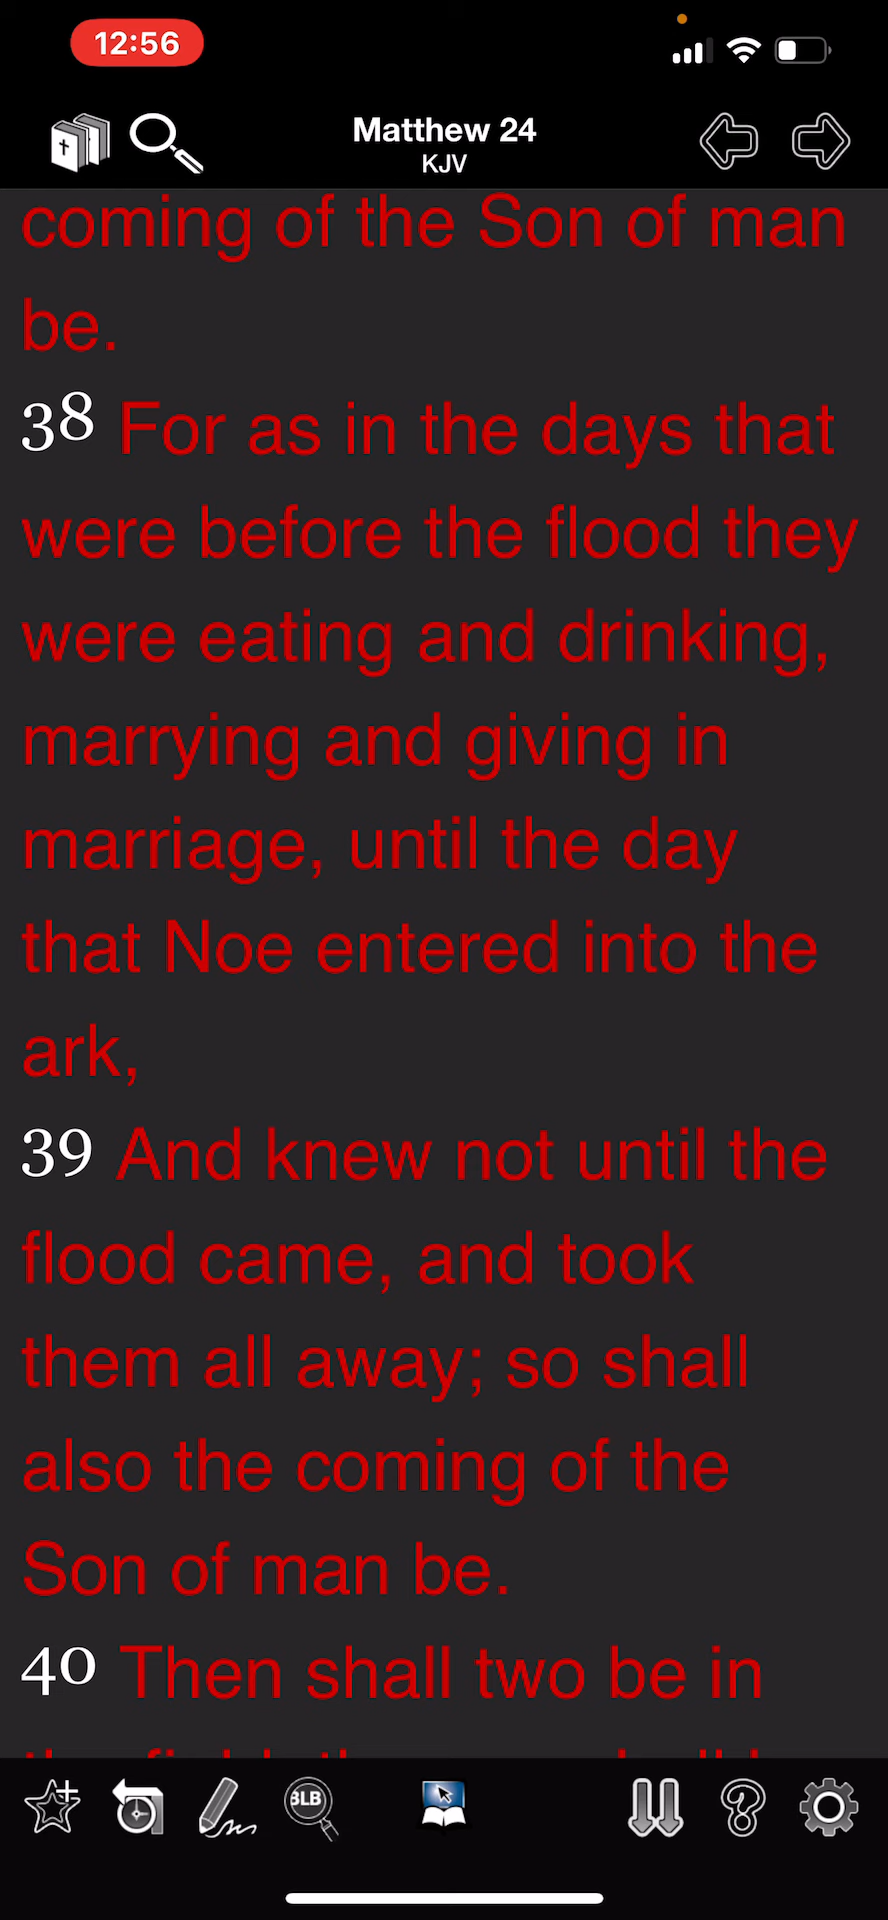 12:56
Matthew 24
KJV
coming of the Son of man
be.
38 For as in the days that
were before the flood they
were eating and drinking,
marrying and giving in
marriage, until the day
that Noe entered into the
ark,
39 And knew not until the
flood came, and took
them all away; so shall
also the coming of the
Son of man be.
40 Then shall two be in
BLB